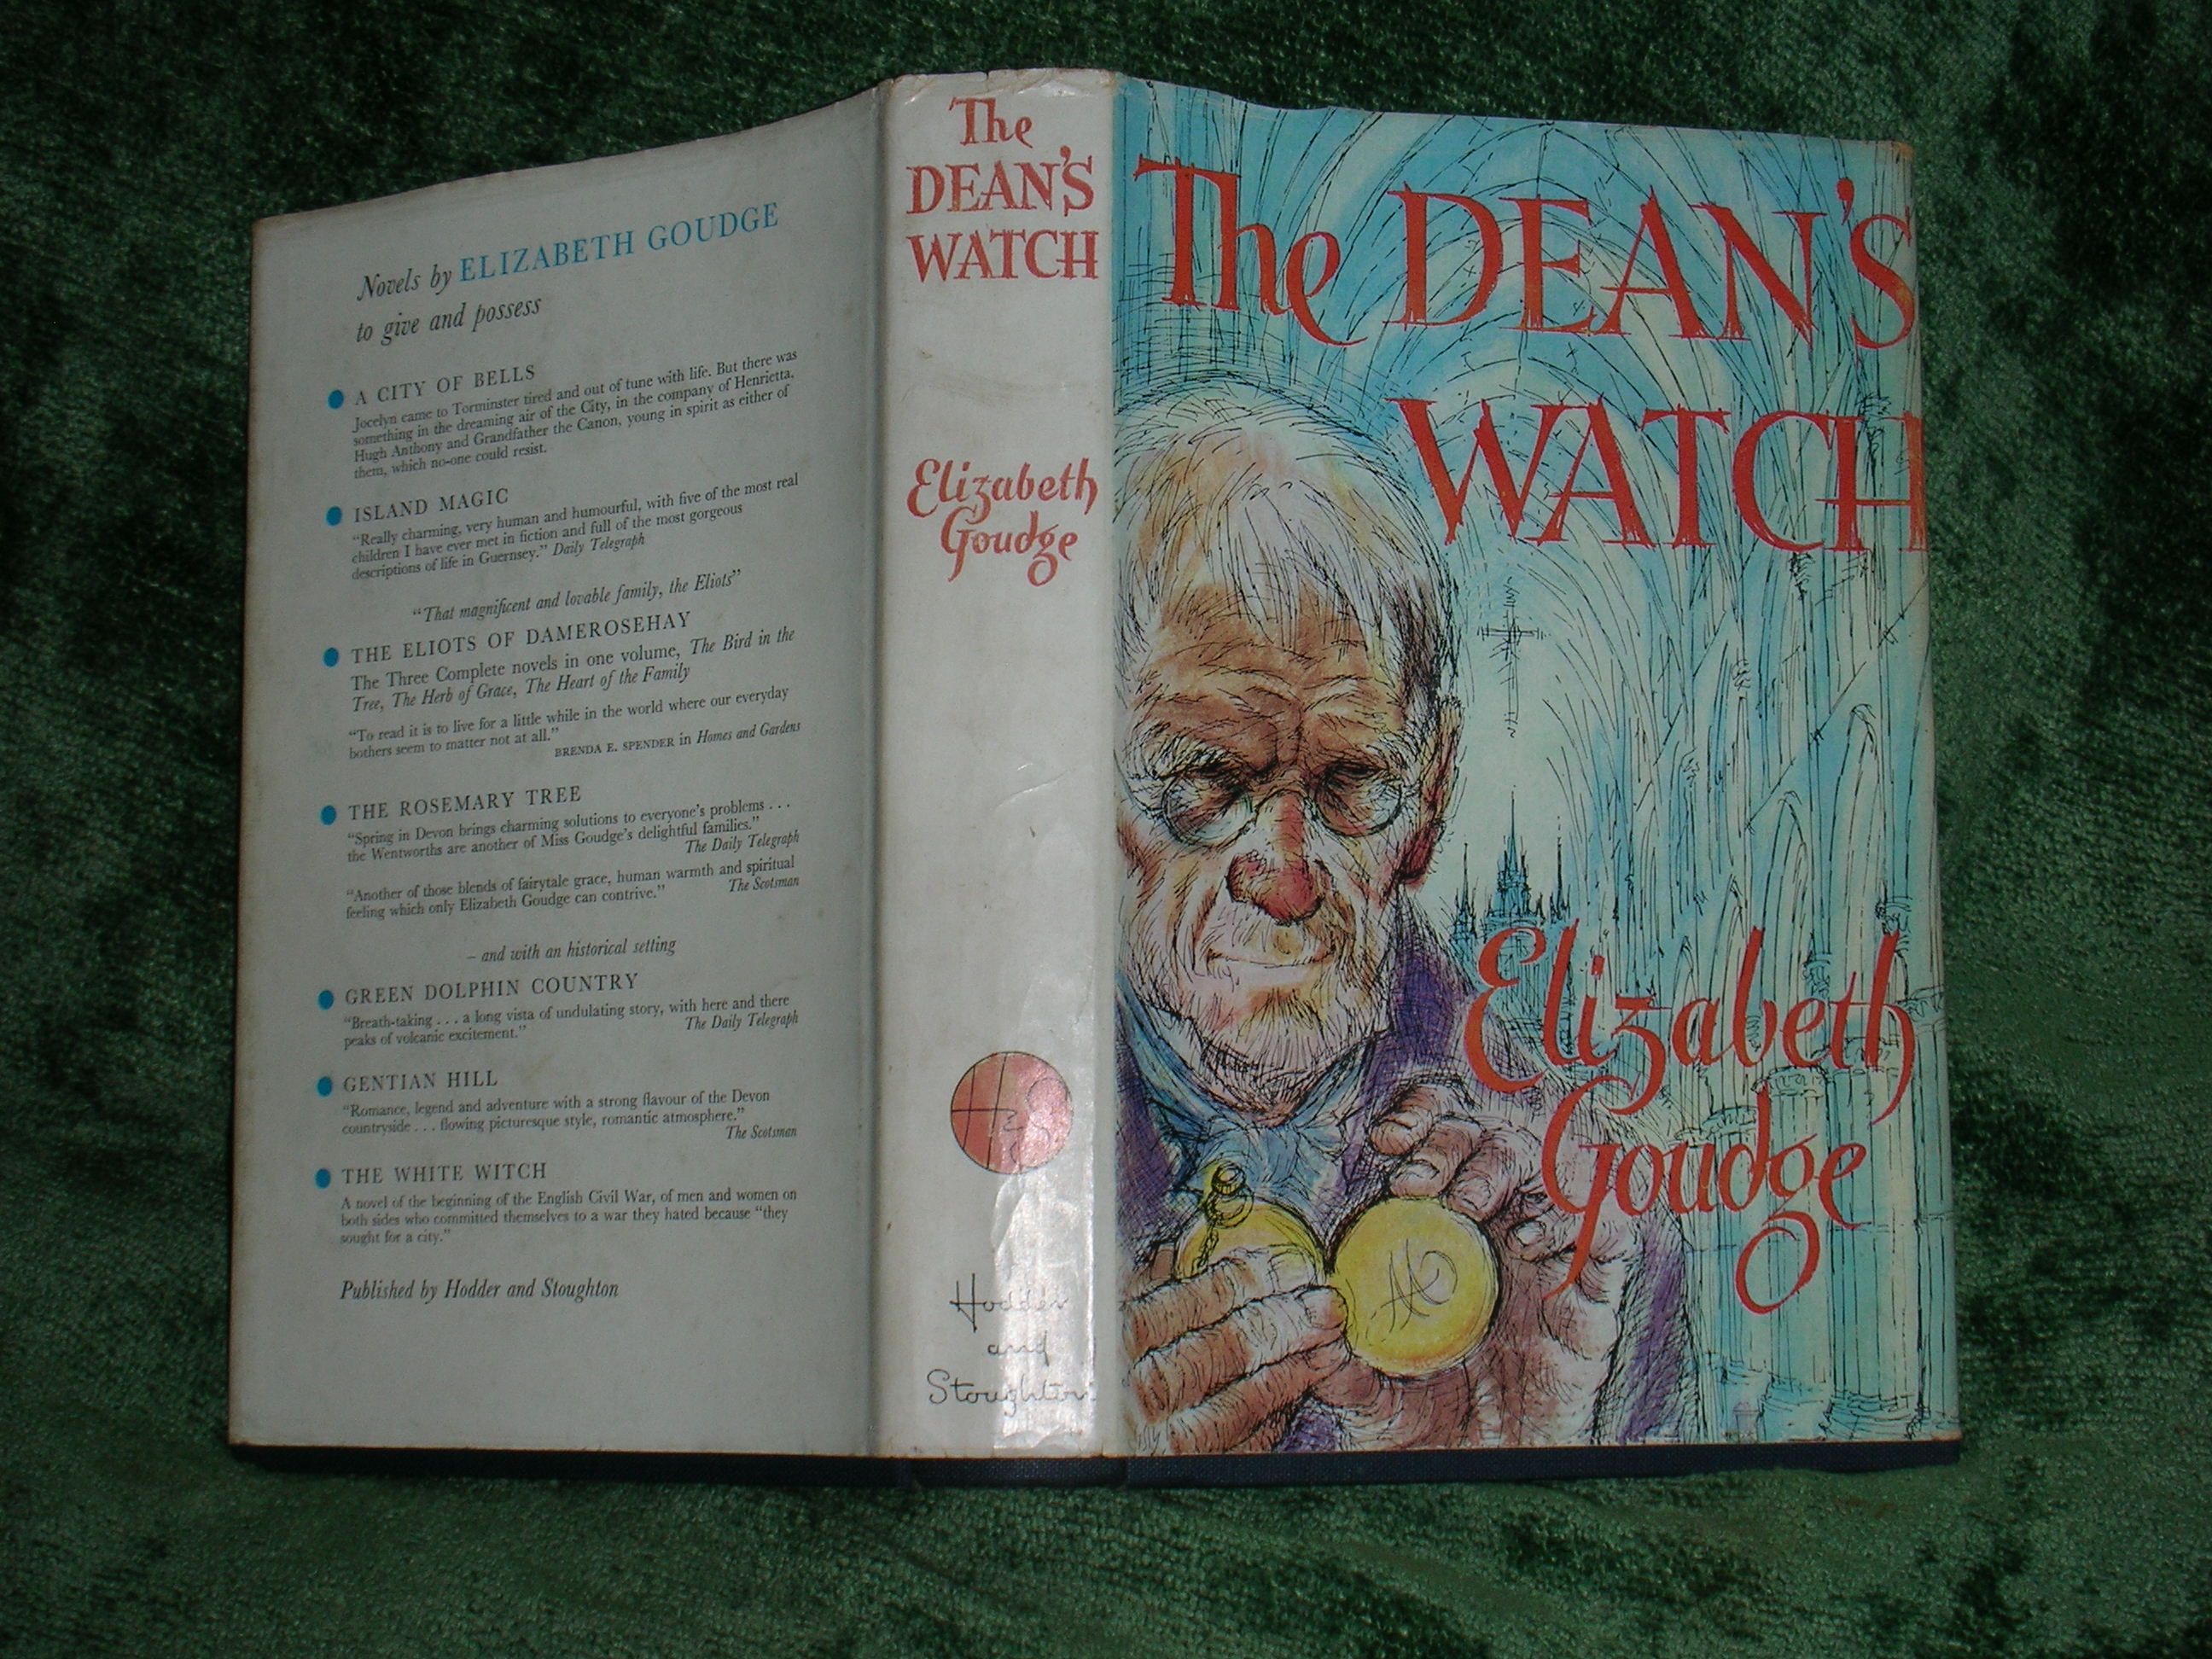 Novels by ELIZABETH GOUDGE
to give and possess
A CITY OF BELLS
Jocelyn came to Torminster tired and out of tune with life. But there was
something in the dreaming air of the City, in the company of Henrietta,
Hugh Anthony and Grandfather the Canon, young in spirit as either of
them, which no-one could resist.
ISLAND MAGIC
“Really charming, very human and humourful, with five of the most real
children I have ever met in fiction and full of the most gorgeous
descriptions of life in Guernsey.” Daily Telegraph
“That magnificent and lovable family, the Eliots”
THE ELIOTS OF DAMEROSEHAY
The Three Complete novels in one volume, The Bird in the
Tree, The Herb of Grace, The Heart of the Family
“To read it is to live for a little while in the world where our everyday
bothers seem to matter not at all.”
BRENDA E. SPENDER in Homes and Gardens
THE ROSEMARY TREE
“Spring in Devon brings charming solutions to everyone’s problems . . .
the Wentworths are another of Miss Goudge’s delightful families.”
The Daily Telegraph
“Another of those blends of fairytale grace, human warmth and spiritual
feeling which only Elizabeth Goudge can contrive.” The Scotsman
– and with an historical setting
GREEN DOLPHIN COUNTRY
“Breath-taking . . . a long vista of undulating story, with here and there
peaks of volcanic excitement.” The Daily Telegraph
GENTIAN HILL
“Romance, legend and adventure with a strong flavour of the Devon
countryside . . . flowing picturesque style, romantic atmosphere.”
The Scotsman
THE WHITE WITCH
A novel of the beginning of the English Civil War, of men and women on
both sides who committed themselves to a war they hated because “they
sought for a city.”
Published by Hodder and Stoughton
The
DEAN'S
WATCH
Elizabeth
Goudge
H & S
Hodder
and
Stoughton
The DEAN'S
WATCH
Elizabeth
Goudge